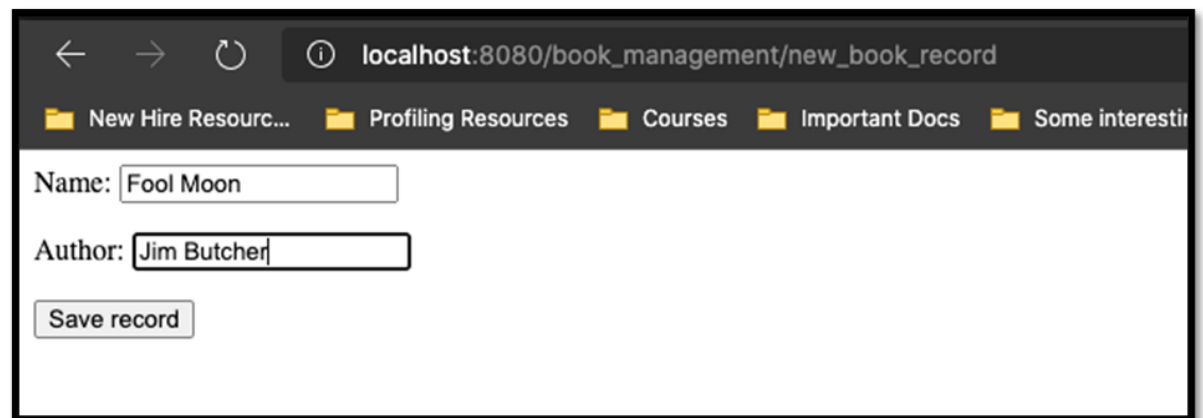 localhost:8080/book_management/new_book_record
New Hire Resourc... Profiling Resources Courses Important Docs Some interestin
Name: Fool Moon
Author: Jim Butcher
Save record